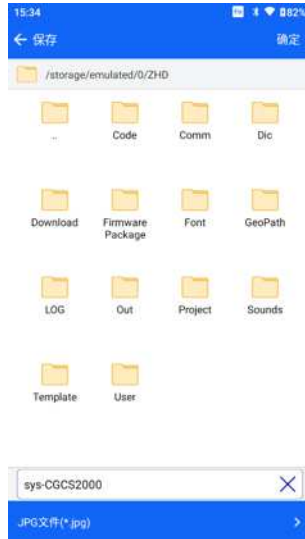 15:34
82%
保存
确定
/storage/emulated/0/ZHD
..
Code
Comm
Dic
Download
Firmware
Package
Font
GeoPath
LOG
Out
Project
Sounds
Template
User
sys-CGCS2000
JPG文件(*.jpg)